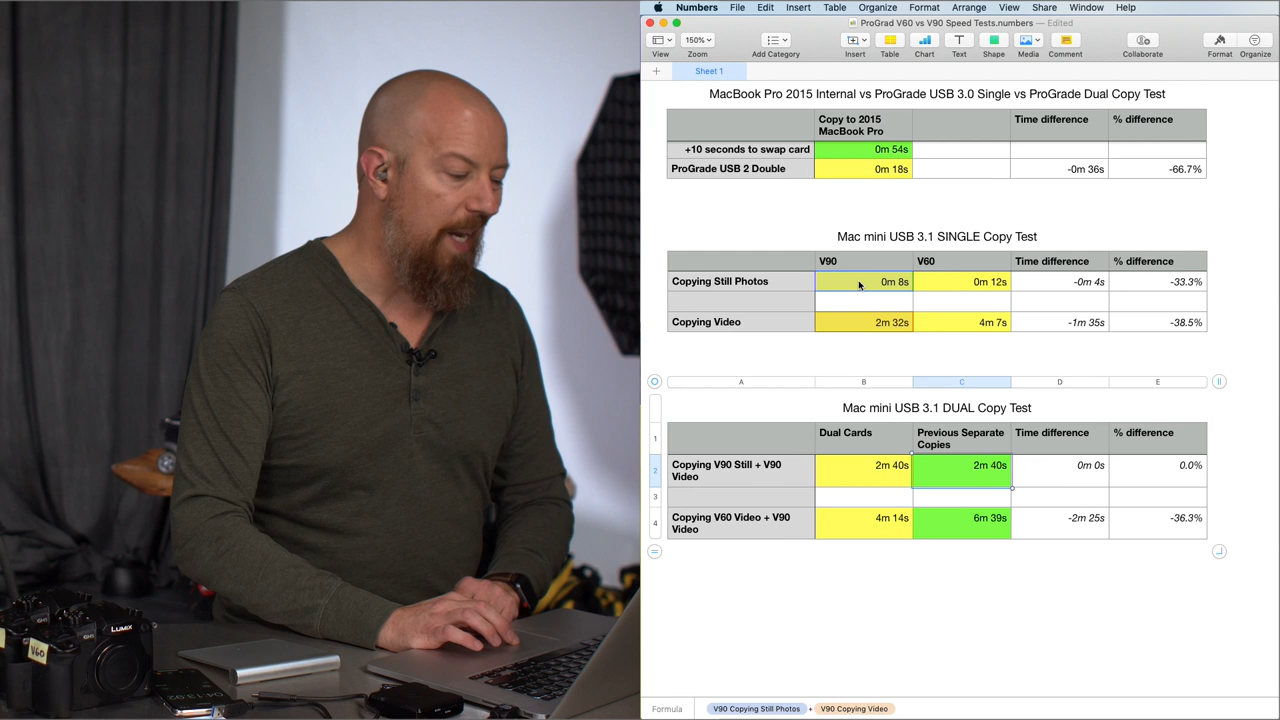 Numbers File Edit Insert Table Organize Format Arrange View Share Window Help
ProGrad V60 vs V90 Speed Tests.numbers — Edited
150%
View Zoom Add Category Insert Table Chart Text Shape Media Comment Collaborate Format Organize
+ Sheet 1
MacBook Pro 2015 Internal vs ProGrade USB 3.0 Single vs ProGrade Dual Copy Test
Copy to 2015 MacBook Pro Time difference % difference
+10 seconds to swap card 0m 54s
ProGrade USB 2 Double 0m 18s -0m 36s -66.7%
Mac mini USB 3.1 SINGLE Copy Test
V90 V60 Time difference % difference
Copying Still Photos 0m 8s 0m 12s -0m 4s -33.3%
Copying Video 2m 32s 4m 7s -1m 35s -38.5%
A B C D E
Mac mini USB 3.1 DUAL Copy Test
1 Dual Cards Previous Separate Copies Time difference % difference
2 Copying V90 Still + V90 Video 2m 40s 2m 40s 0m 0s 0.0%
3
4 Copying V60 Video + V90 Video 4m 14s 6m 39s -2m 25s -36.3%
Formula V90 Copying Still Photos + V90 Copying Video
LUMIX
GH5
V60
04:13.92